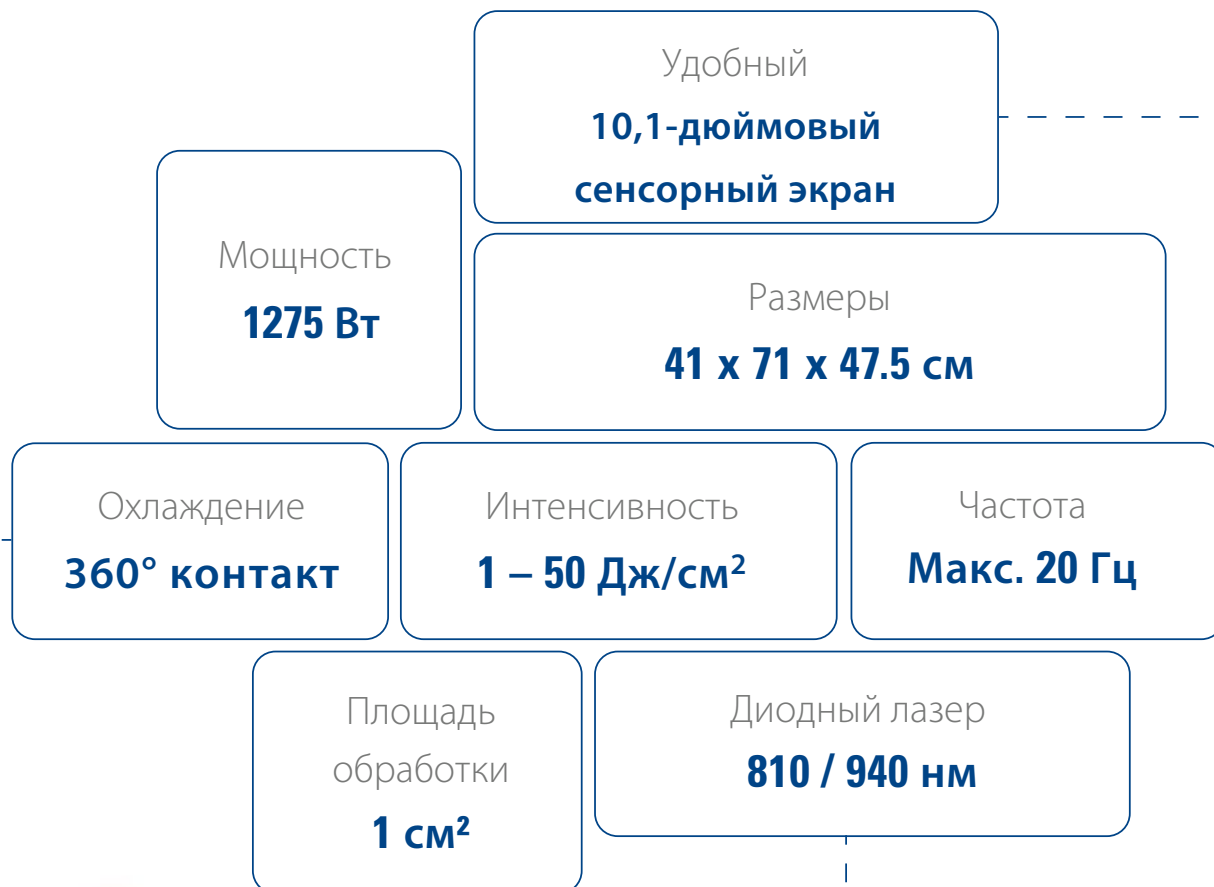 Удобный
10,1-дюймовый
сенсорный экран
Мощность
1275 Вт
Размеры
41 x 71 x 47.5 см
Охлаждение
360° контакт
Интенсивность
1 – 50 Дж/см²
Частота
Макс. 20 Гц
Площадь
обработки
1 см²
Диодный лазер
810 / 940 нм